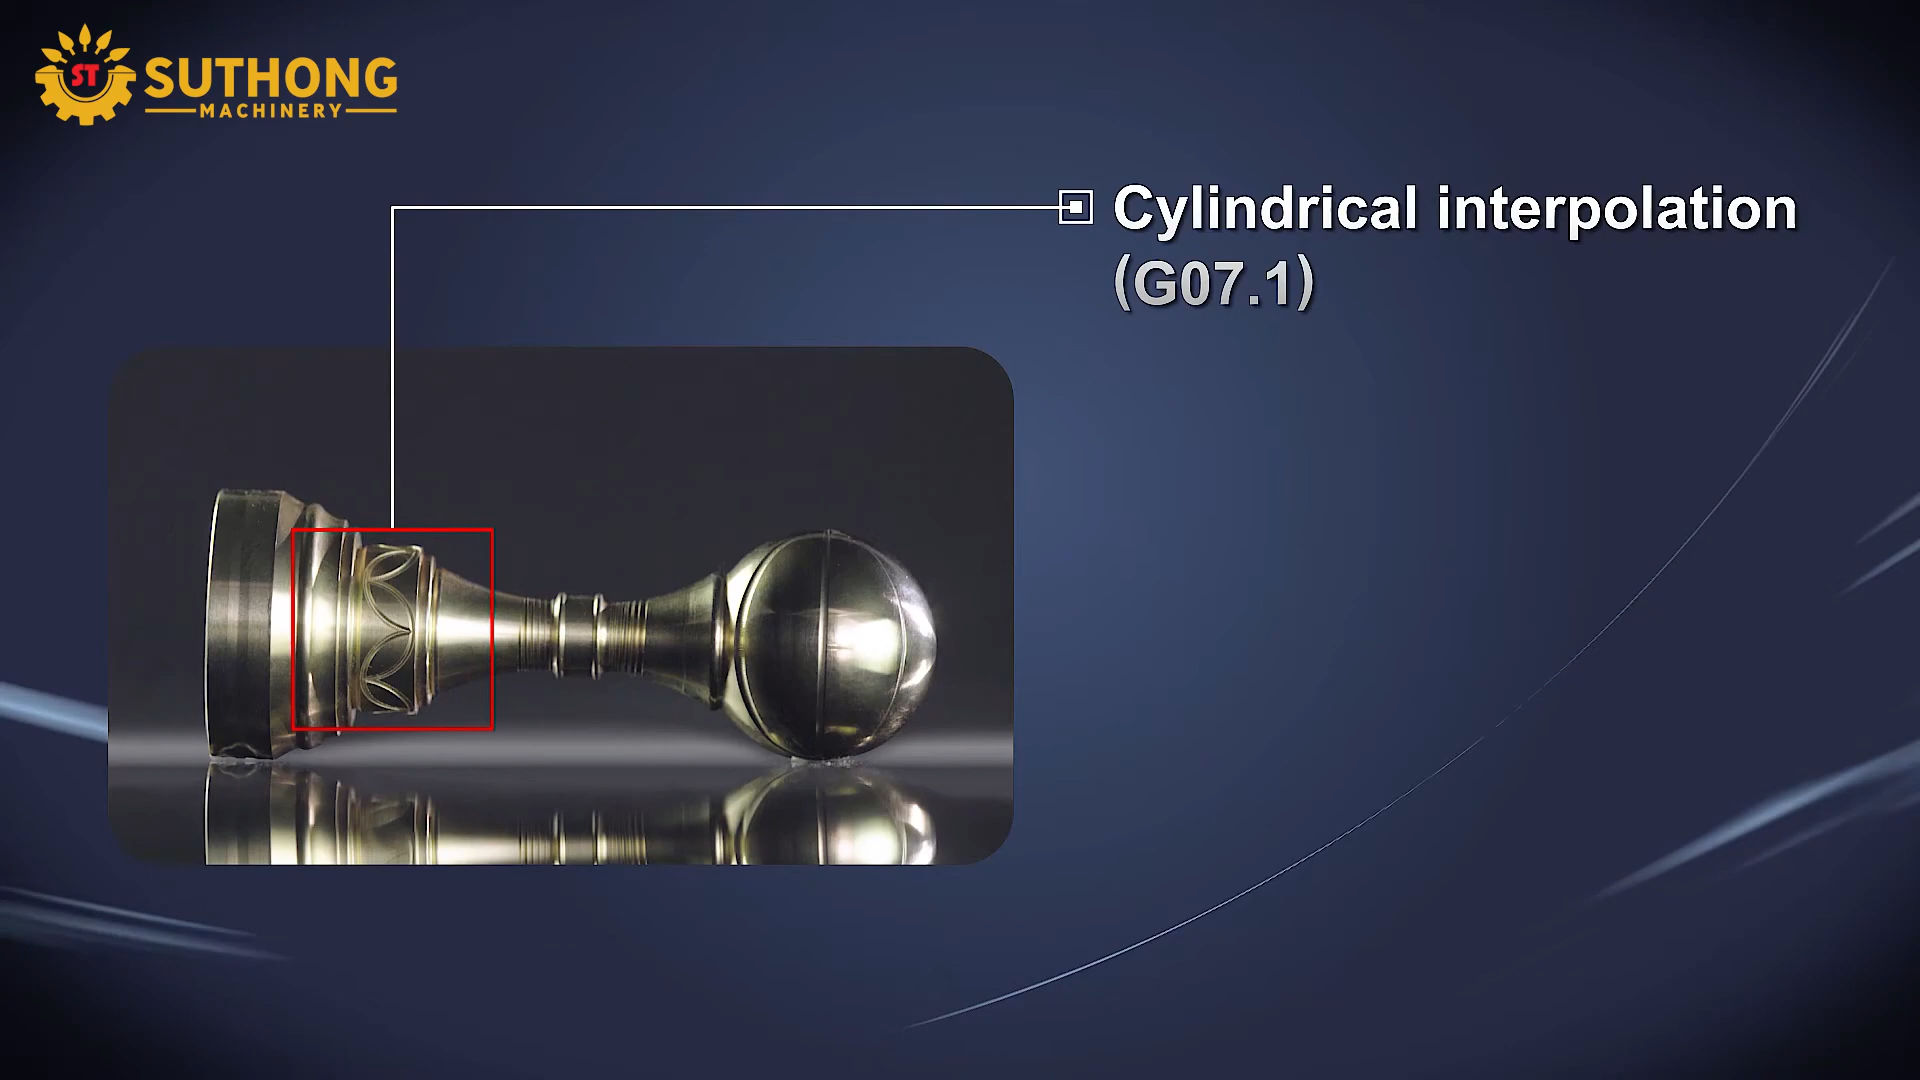 ST
SUTHONG
MACHINERY
Cylindrical interpolation
(G07.1)